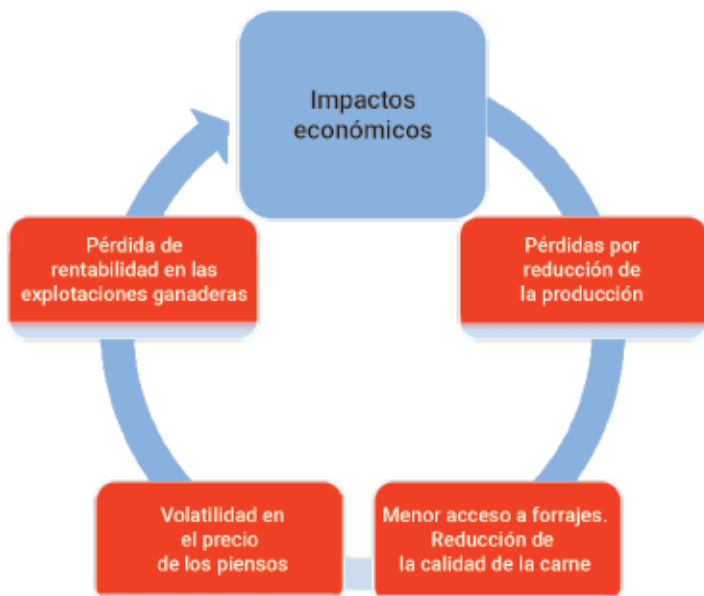 Impactos
económicos
Pérdidas por
reducción de
la producción
Menor acceso a forrajes.
Reducción de
la calidad de la carne
Volatilidad en
el precio
de los piensos
Pérdida de
rentabilidad en las
explotaciones ganaderas